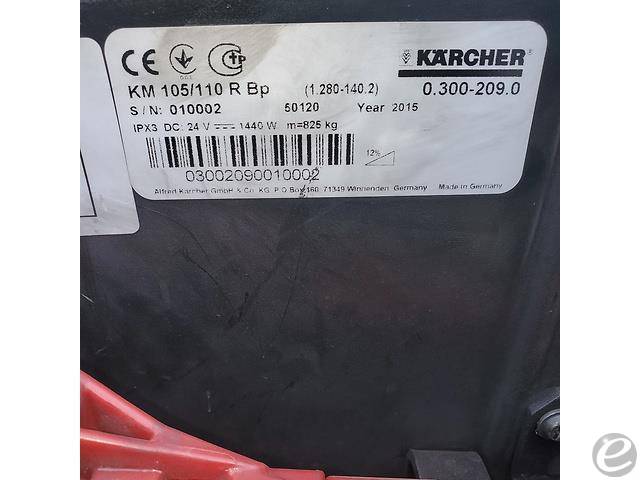 CE
KÄRCHER
KM 105/110 R Bp (1.280-140.2) 0.300-209.0
S / N: 010002 50120 Year 2015
IPX3 DC: 24 V 1440 W m=825 kg
12%
03002090010002
Alfred Kärcher GmbH & Co. KG, P.O.Box 160, 71349 Winnenden, Germany Made in Germany
e